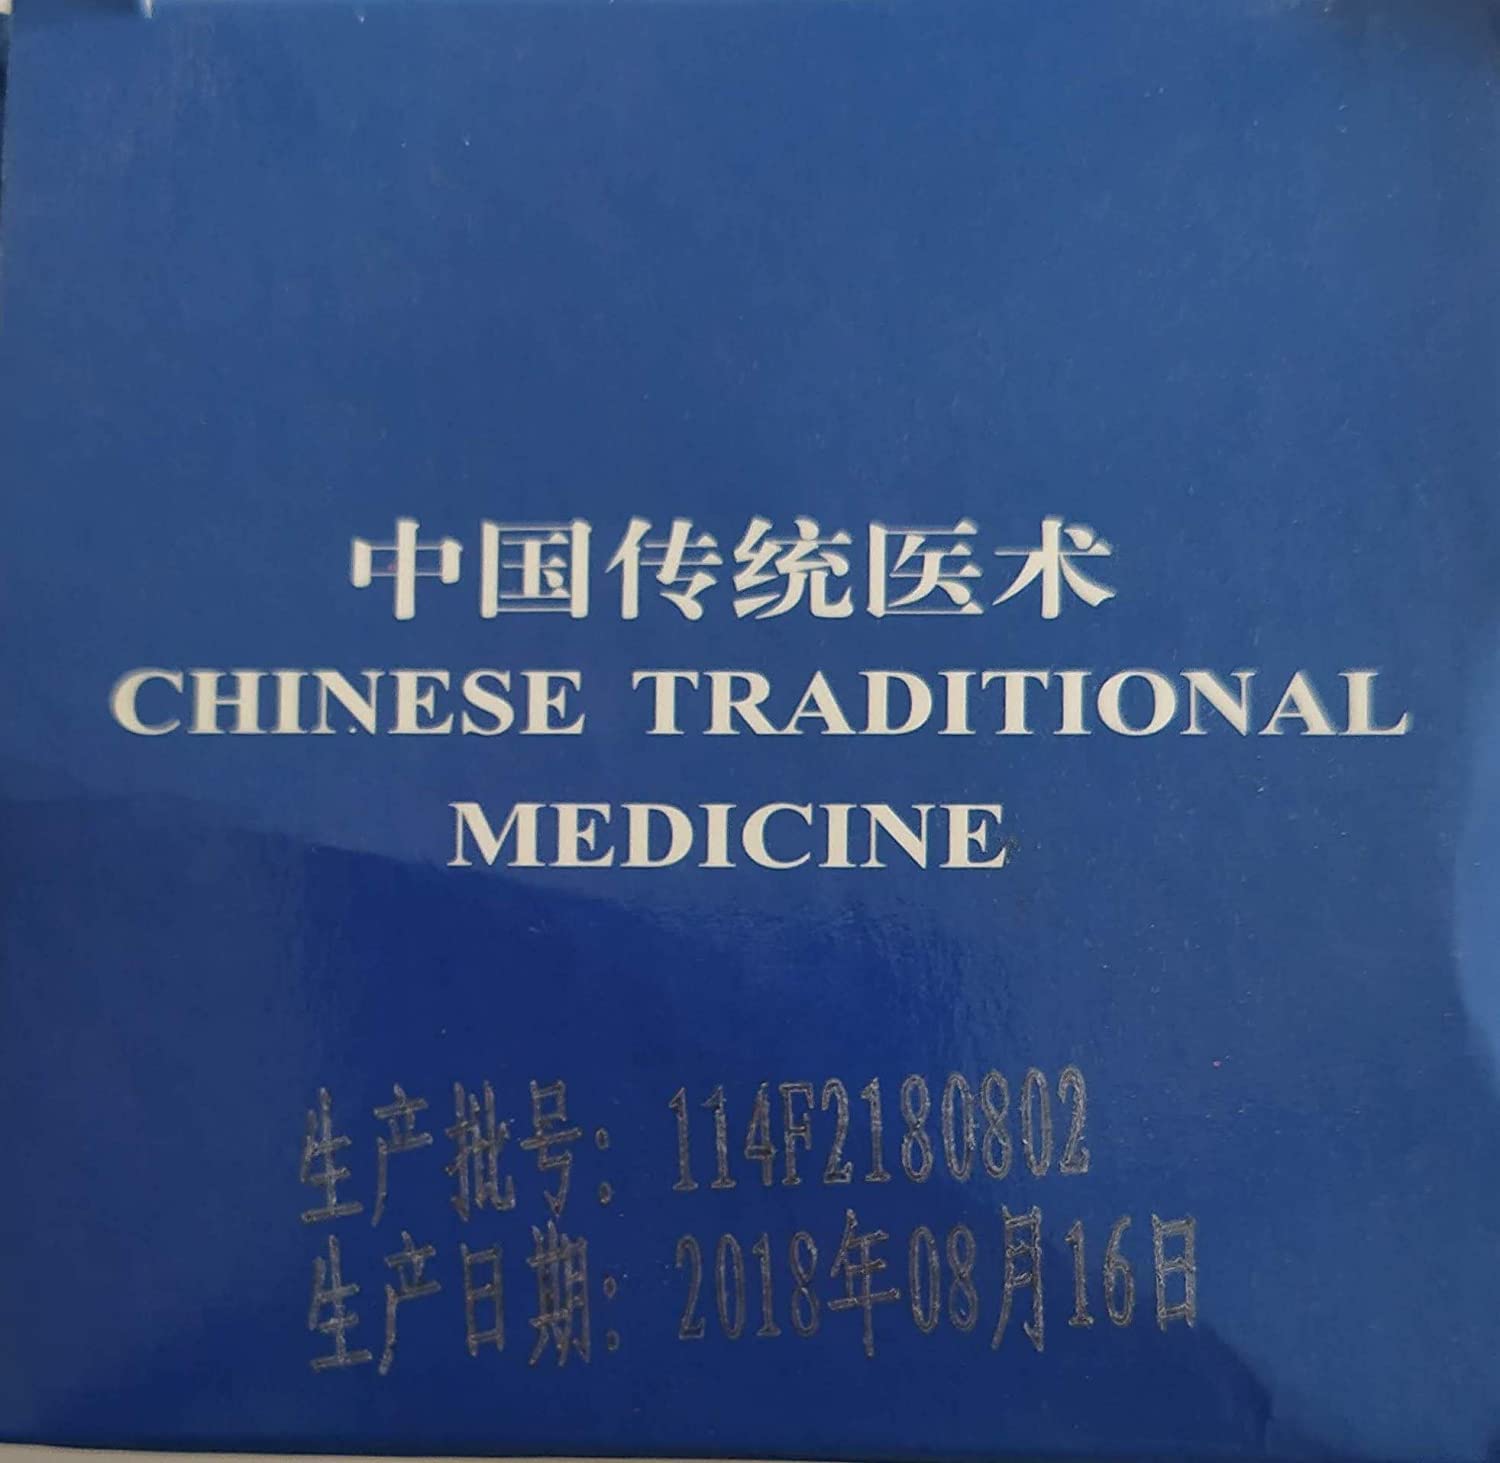 中国传统医术
CHINESE TRADITIONAL
MEDICINE
生产批号: 114F2180802
生产日期: 2018年08月16日